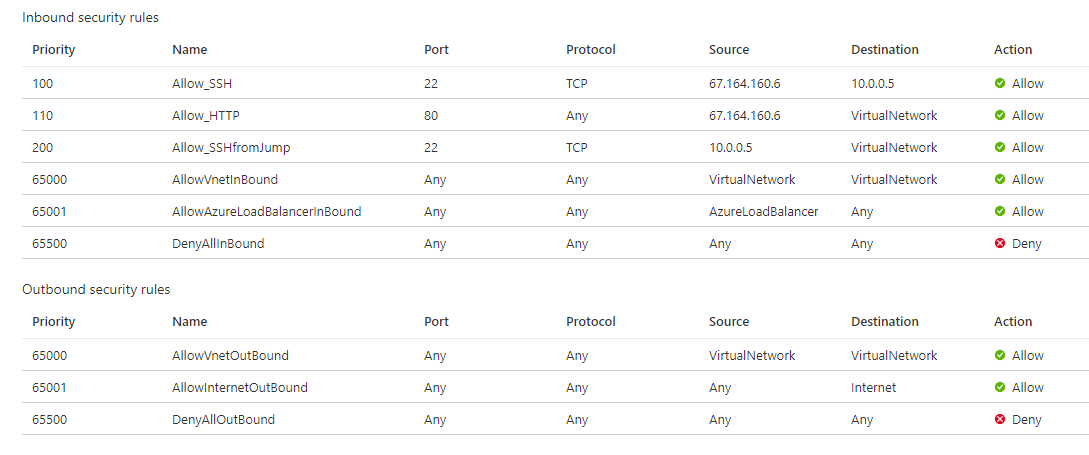 Inbound security rules
Priority Name Port Protocol Source Destination Action
100 Allow_SSH 22 TCP 67.164.160.6 10.0.0.5 Allow
110 Allow_HTTP 80 Any 67.164.160.6 VirtualNetwork Allow
200 Allow_SSHfromJump 22 TCP 10.0.0.5 VirtualNetwork Allow
65000 AllowVnetInBound Any Any VirtualNetwork VirtualNetwork Allow
65001 AllowAzureLoadBalancerInBound Any Any AzureLoadBalancer Any Allow
65500 DenyAllInBound Any Any Any Any Deny
Outbound security rules
Priority Name Port Protocol Source Destination Action
65000 AllowVnetOutBound Any Any VirtualNetwork VirtualNetwork Allow
65001 AllowInternetOutBound Any Any Any Internet Allow
65500 DenyAllOutBound Any Any Any Any Deny